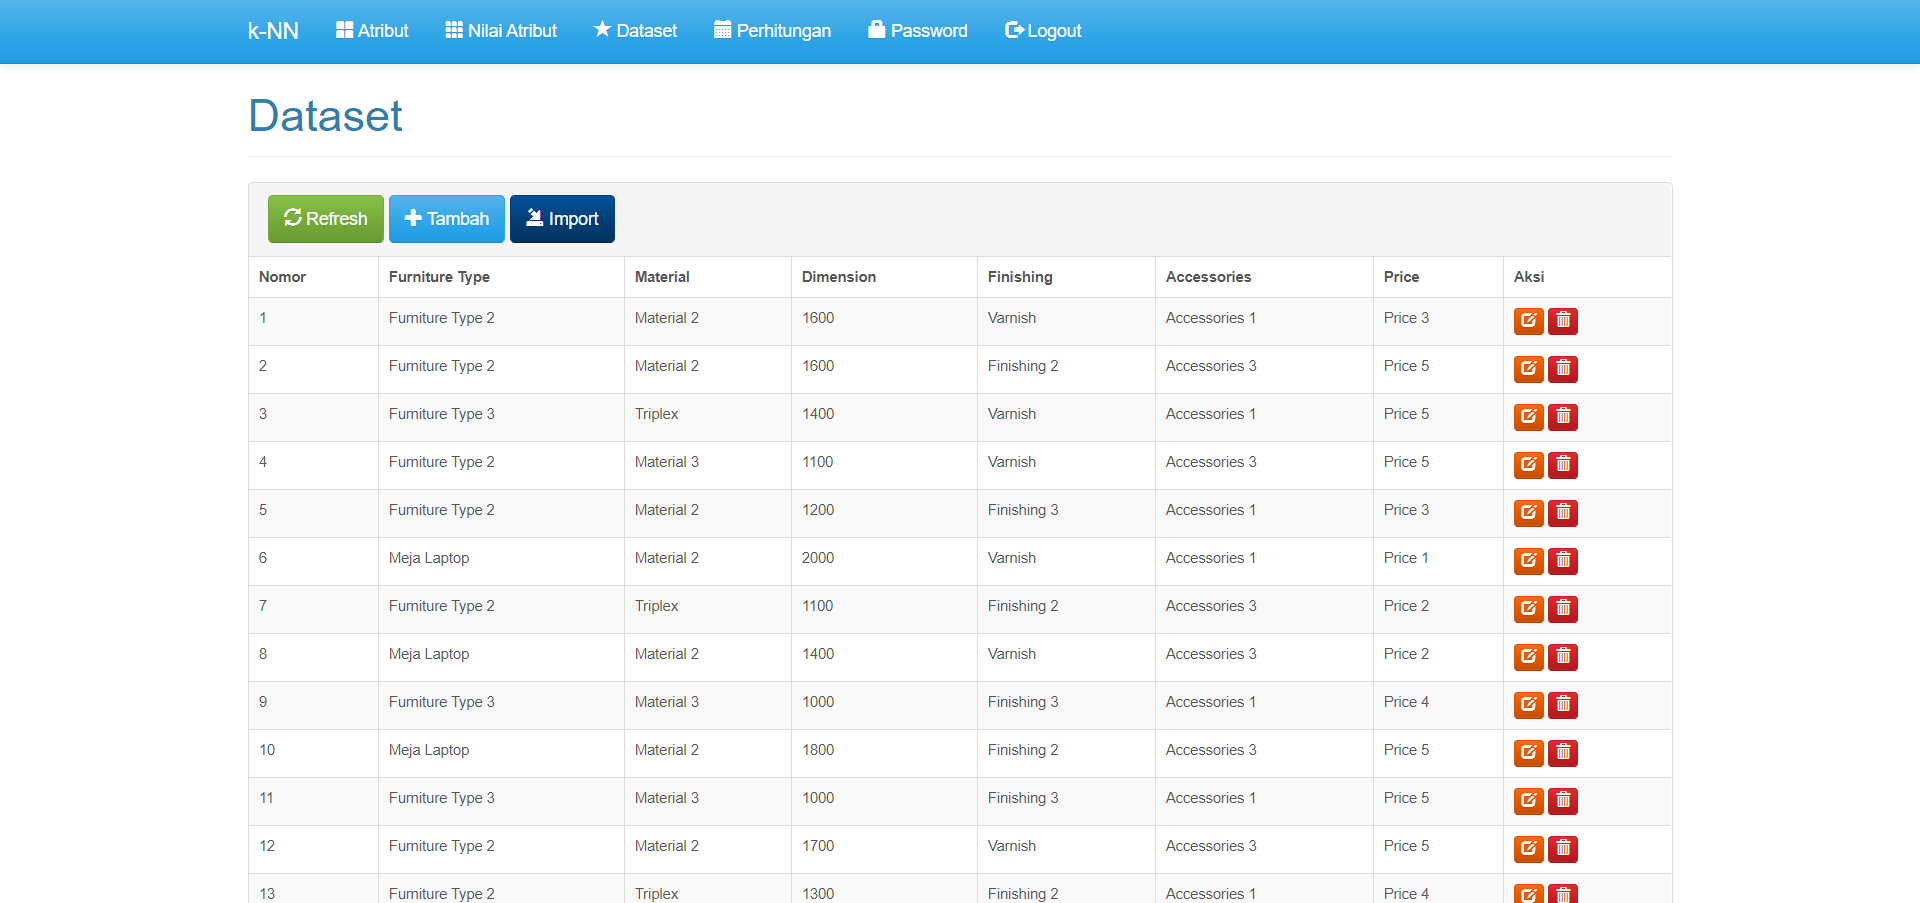 k-NN Atribut Nilai Atribut Dataset Perhitungan Password Logout
Dataset
Refresh Tambah Import
Nomor Furniture Type Material Dimension Finishing Accessories Price Aksi
1 Furniture Type 2 Material 2 1600 Varnish Accessories 1 Price 3
2 Furniture Type 2 Material 2 1600 Finishing 2 Accessories 3 Price 5
3 Furniture Type 3 Triplex 1400 Varnish Accessories 1 Price 5
4 Furniture Type 2 Material 3 1100 Varnish Accessories 3 Price 5
5 Furniture Type 2 Material 2 1200 Finishing 3 Accessories 1 Price 3
6 Meja Laptop Material 2 2000 Varnish Accessories 1 Price 1
7 Furniture Type 2 Triplex 1100 Finishing 2 Accessories 3 Price 2
8 Meja Laptop Material 2 1400 Varnish Accessories 3 Price 2
9 Furniture Type 3 Material 3 1000 Finishing 3 Accessories 1 Price 4
10 Meja Laptop Material 2 1800 Finishing 2 Accessories 3 Price 5
11 Furniture Type 3 Material 3 1000 Finishing 3 Accessories 1 Price 5
12 Furniture Type 2 Material 2 1700 Varnish Accessories 3 Price 5
13 Furniture Type 2 Triplex 1300 Finishing 2 Accessories 1 Price 4